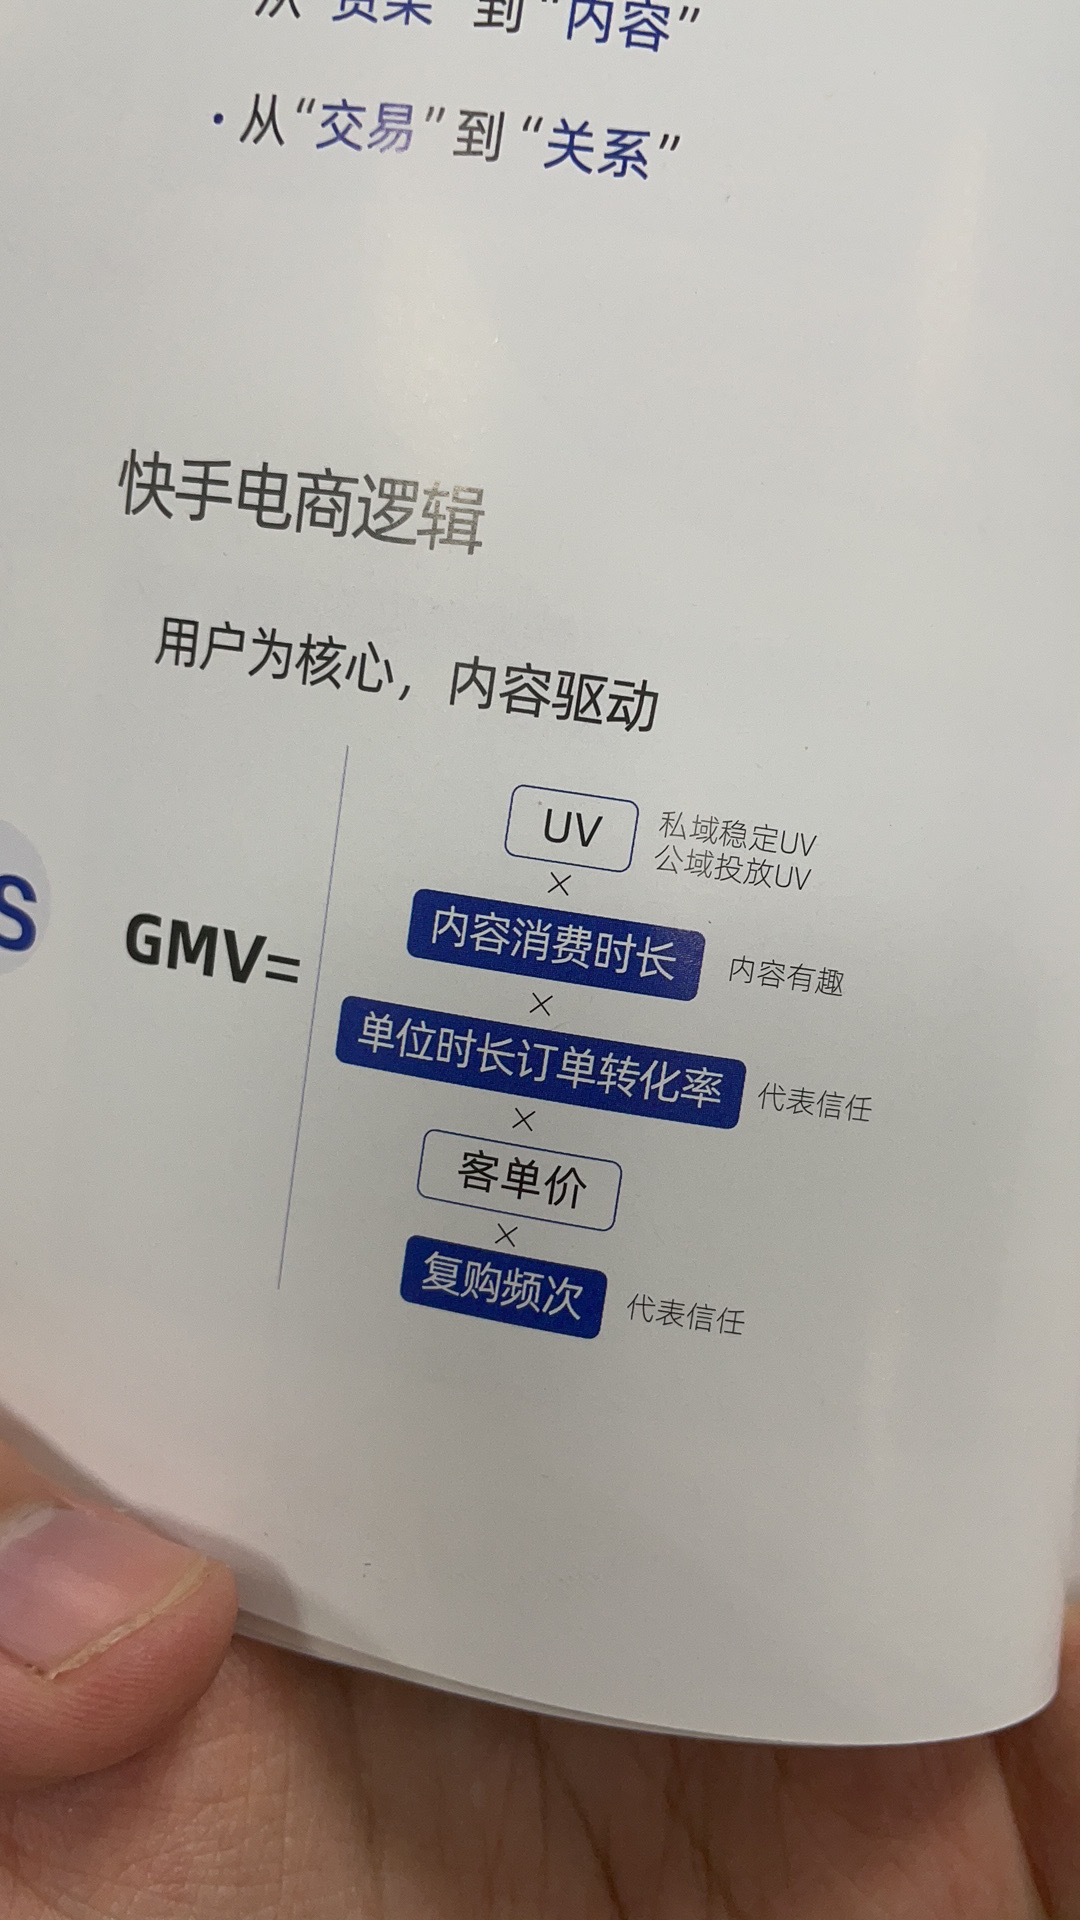 从“货架”到“内容”
·从“交易”到“关系”
快手电商逻辑
用户为核心，内容驱动
UV
私域稳定UV
公域投放UV
×
内容消费时长
内容有趣
S
GMV=
×
单位时长订单转化率
代表信任
×
客单价
×
复购频次
代表信任